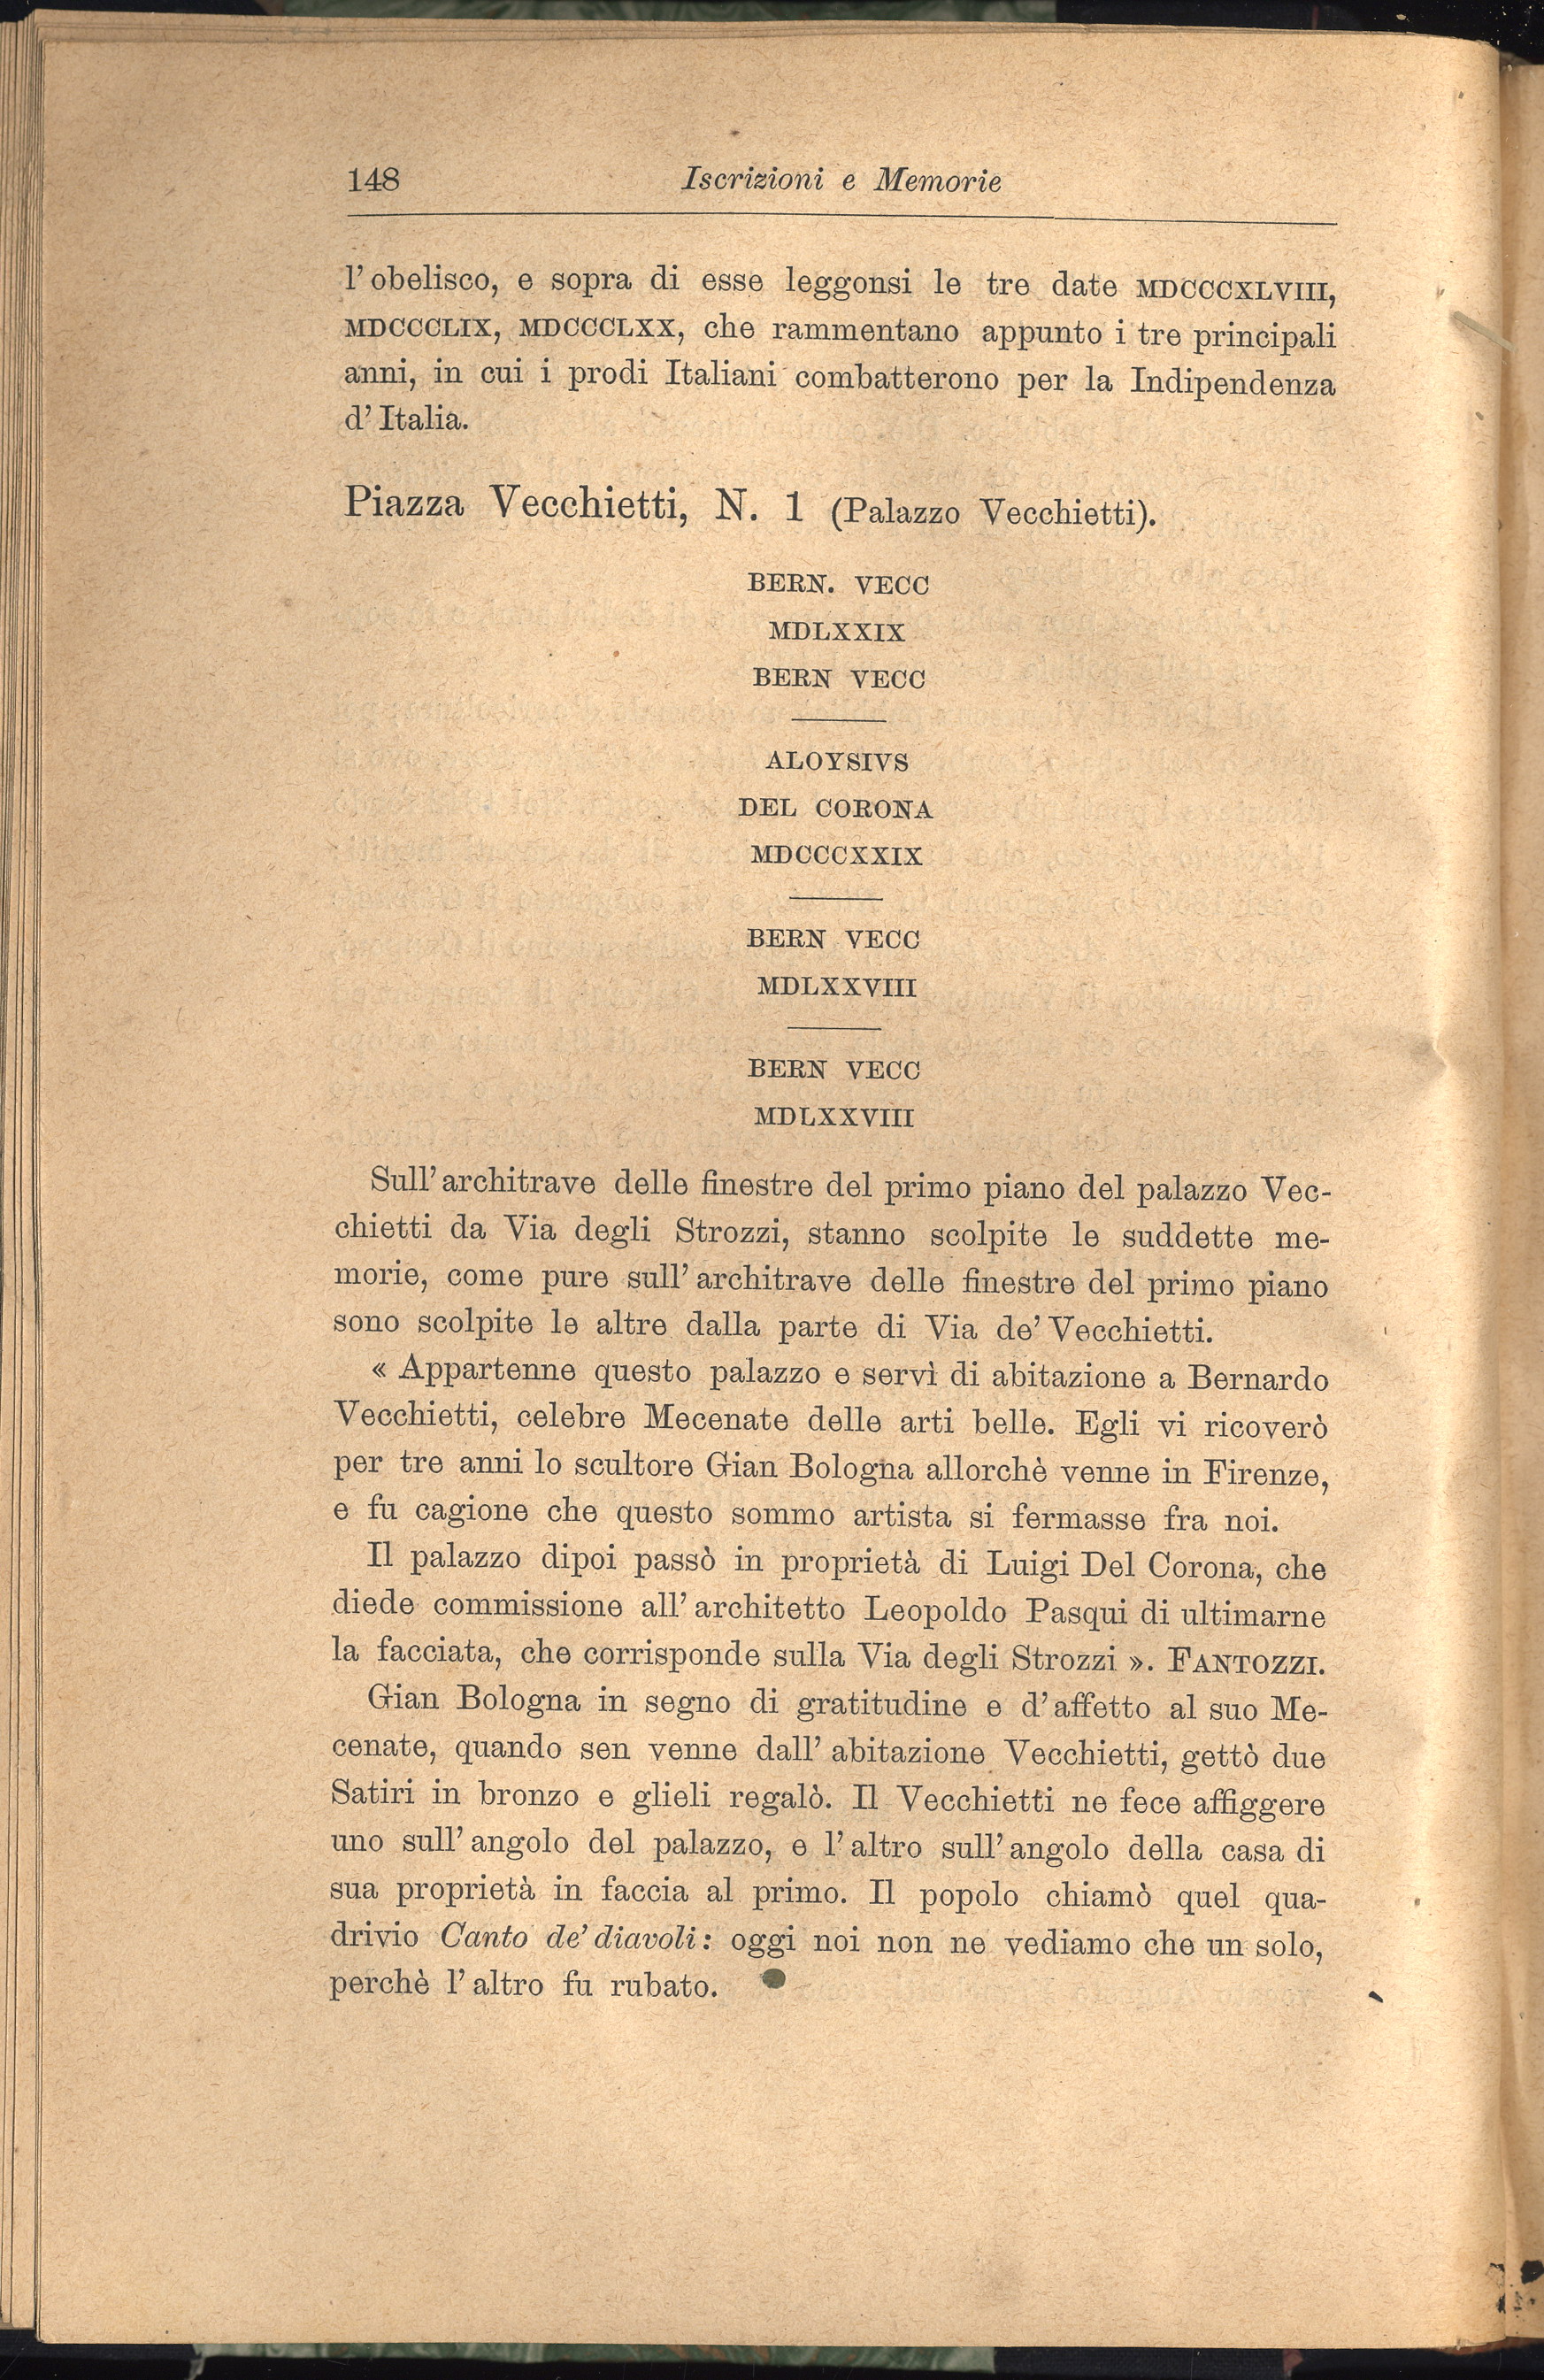 148 Iscrizioni e Memorie
l'obelisco, e sopra di esse leggonsi le tre date MDCCCXLVIII,
MDCCCLIX, MDCCCLXX, che rammentano appunto i tre principali
anni, in cui i prodi Italiani combatterono per la Indipendenza
d'Italia.
Piazza Vecchietti, N. 1 (Palazzo Vecchietti).
BERN. VECC
MDLXXIX
BERN VECC
ALOYSIVS
DEL CORONA
MDCCCXXIX
BERN VECC
MDLXXVIII
BERN VECC
MDLXXVIII
Sull'architrave delle finestre del primo piano del palazzo Vec-
chietti da Via degli Strozzi, stanno scolpite le suddette me-
morie, come pure sull'architrave delle finestre del primo piano
sono scolpite le altre dalla parte di Via de' Vecchietti.
« Appartenne questo palazzo e servì di abitazione a Bernardo
Vecchietti, celebre Mecenate delle arti belle. Egli vi ricoverò
per tre anni lo scultore Gian Bologna allorchè venne in Firenze,
e fu cagione che questo sommo artista si fermasse fra noi.
Il palazzo dipoi passò in proprietà di Luigi Del Corona, che
diede commissione all'architetto Leopoldo Pasqui di ultimarne
la facciata, che corrisponde sulla Via degli Strozzi ». FANTOZZI.
Gian Bologna in segno di gratitudine e d'affetto al suo Me-
cenate, quando sen venne dall'abitazione Vecchietti, gettò due
Satiri in bronzo e glieli regalò. Il Vecchietti ne fece affiggere
uno sull'angolo del palazzo, e l'altro sull'angolo della casa di
sua proprietà in faccia al primo. Il popolo chiamò quel qua-
drivio Canto de' diavoli: oggi noi non ne vediamo che un solo,
perchè l'altro fu rubato.